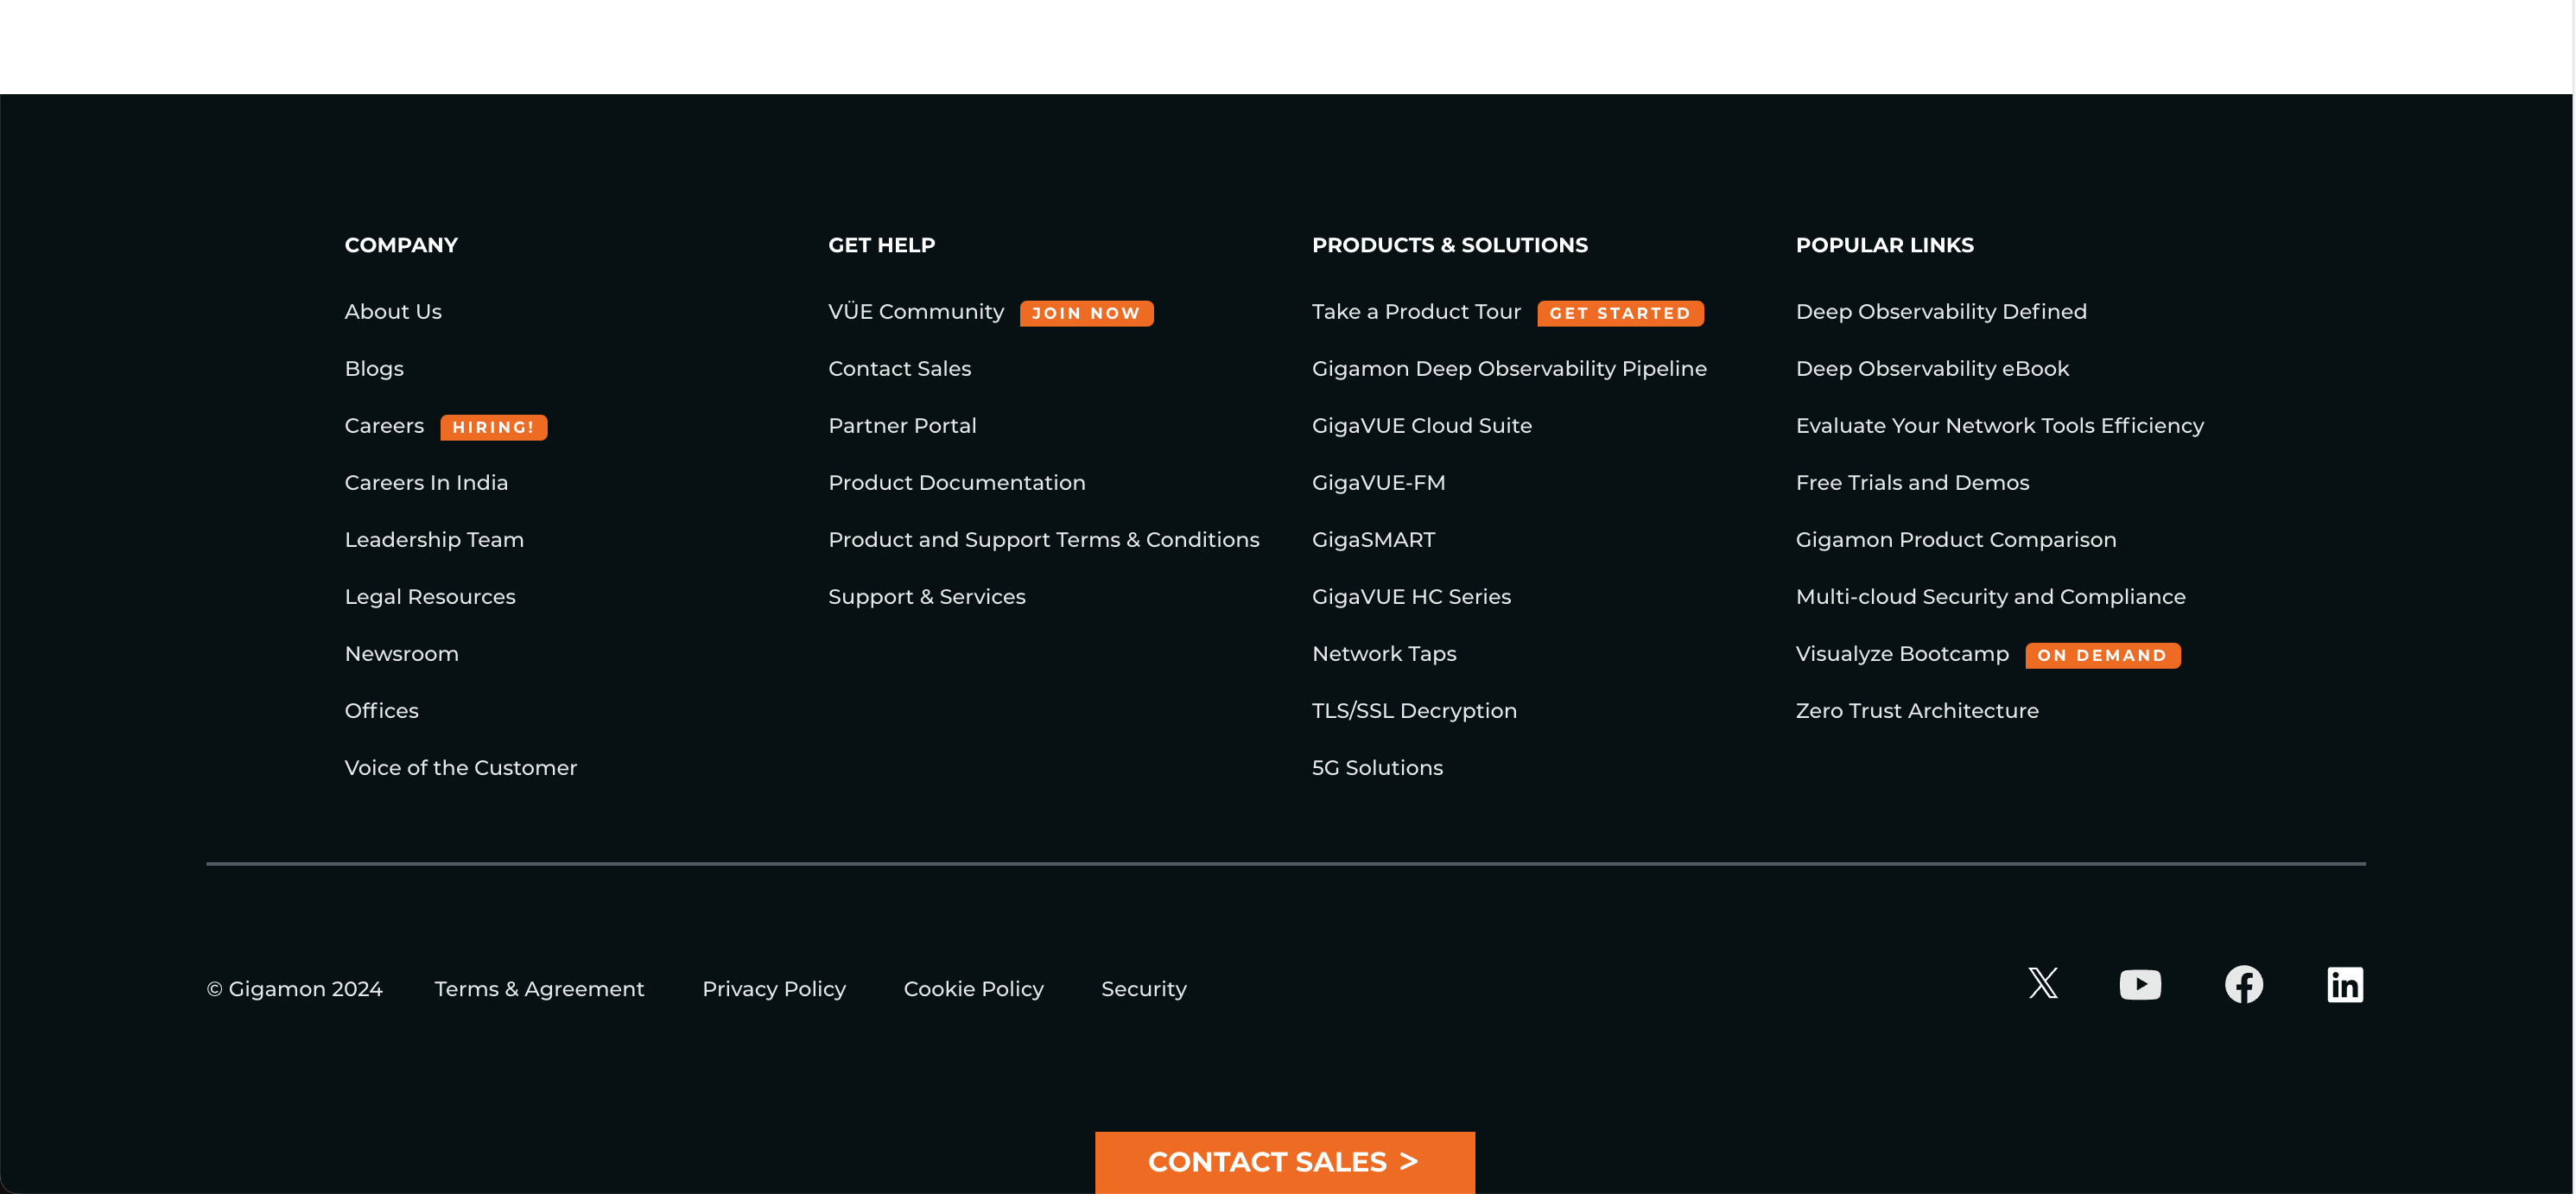 COMPANY
About Us
Blogs
Careers HIRING!
Careers In India
Leadership Team
Legal Resources
Newsroom
Offices
Voice of the Customer
GET HELP
VÜE Community JOIN NOW
Contact Sales
Partner Portal
Product Documentation
Product and Support Terms & Conditions
Support & Services
PRODUCTS & SOLUTIONS
Take a Product Tour GET STARTED
Gigamon Deep Observability Pipeline
GigaVUE Cloud Suite
GigaVUE-FM
GigaSMART
GigaVUE HC Series
Network Taps
TLS/SSL Decryption
5G Solutions
POPULAR LINKS
Deep Observability Defined
Deep Observability eBook
Evaluate Your Network Tools Efficiency
Free Trials and Demos
Gigamon Product Comparison
Multi-cloud Security and Compliance
Visualyze Bootcamp ON DEMAND
Zero Trust Architecture
© Gigamon 2024 Terms & Agreement Privacy Policy Cookie Policy Security
CONTACT SALES >